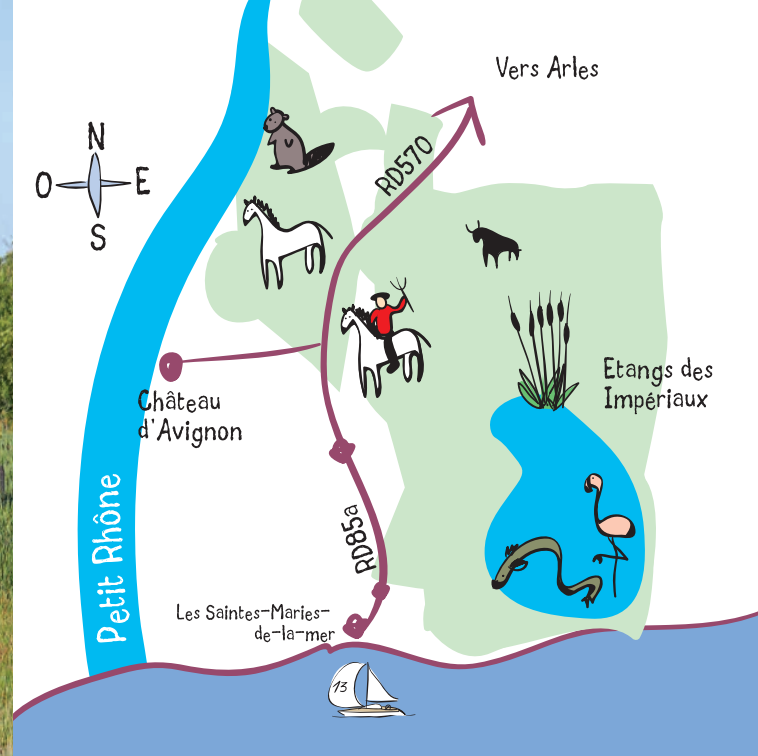 Vers Arles
N
O
E
S
RD570
Etangs des
Impériaux
Château
d'Avignon
Petit Rhône
RD85a
Les Saintes-Maries-
de-la-mer
13